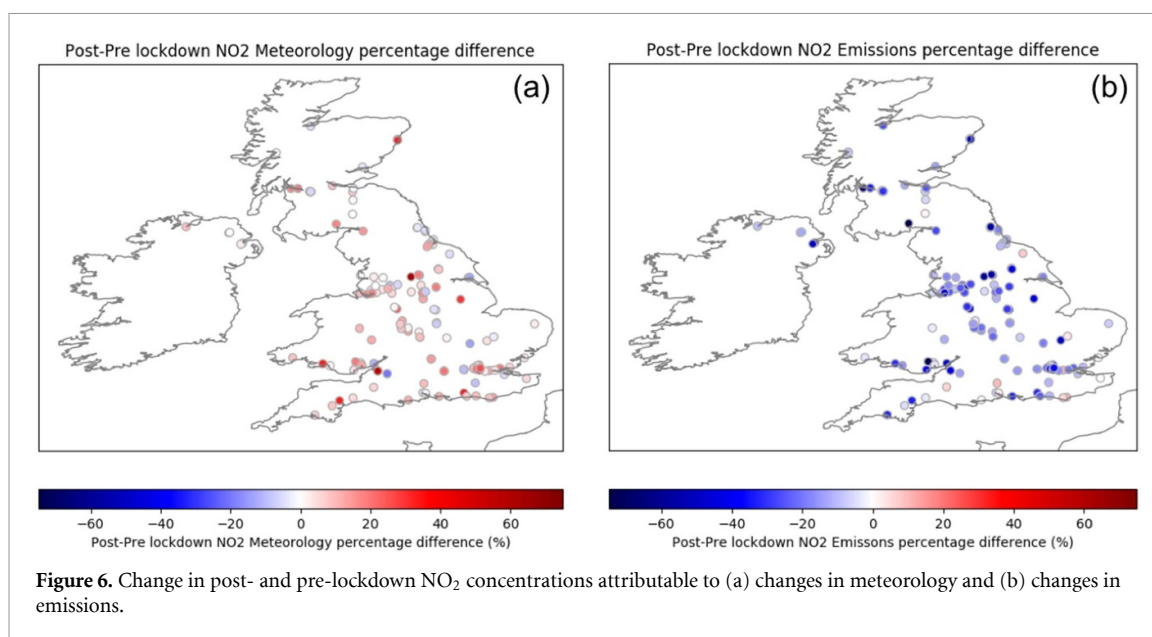 Post-Pre lockdown NO2 Meteorology percentage difference
(a)
−60 −40 −20 0 20 40 60
Post-Pre lockdown NO2 Meteorology percentage difference (%)
Post-Pre lockdown NO2 Emissions percentage difference
(b)
−60 −40 −20 0 20 40 60
Post-Pre lockdown NO2 Emissons percentage difference (%)
Figure 6. Change in post- and pre-lockdown NO₂ concentrations attributable to (a) changes in meteorology and (b) changes in
emissions.